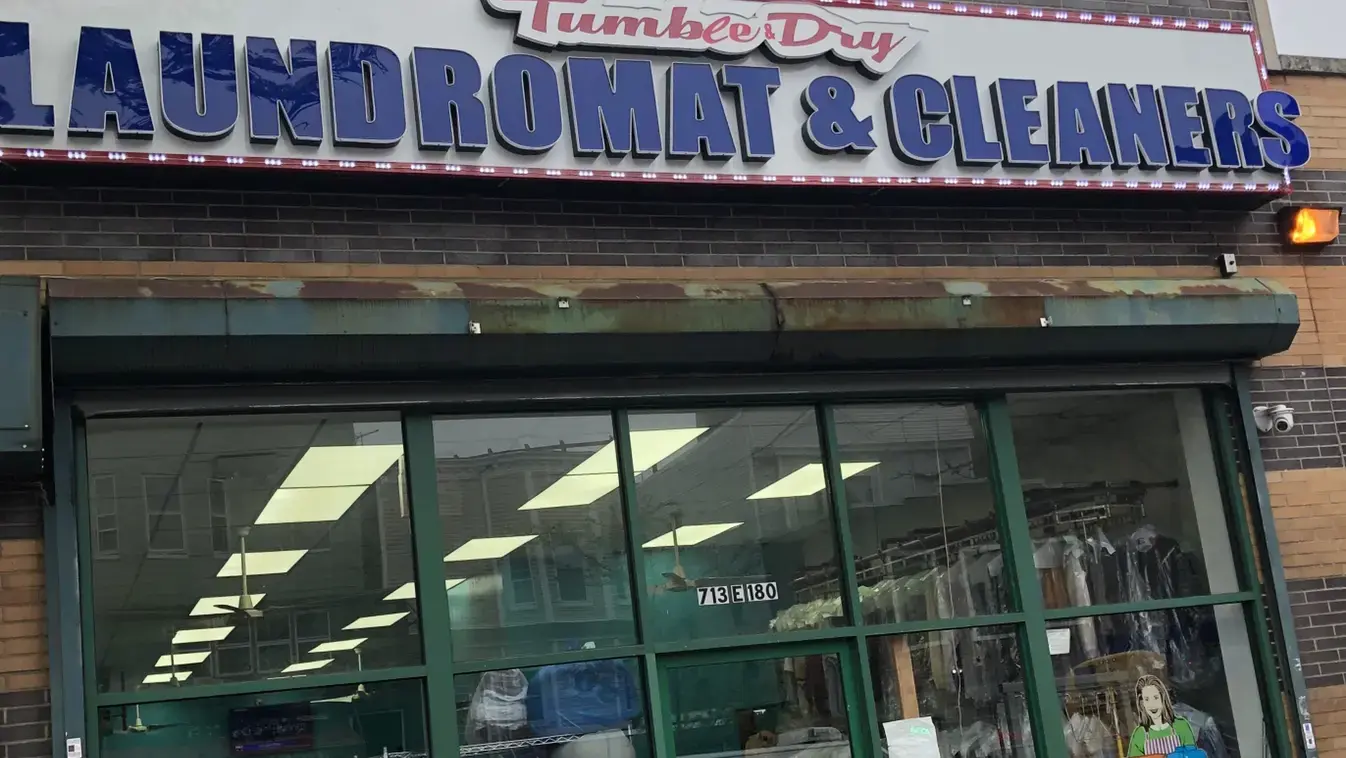 Tumble & Dry
LAUNDROMAT & CLEANERS
713 E 180